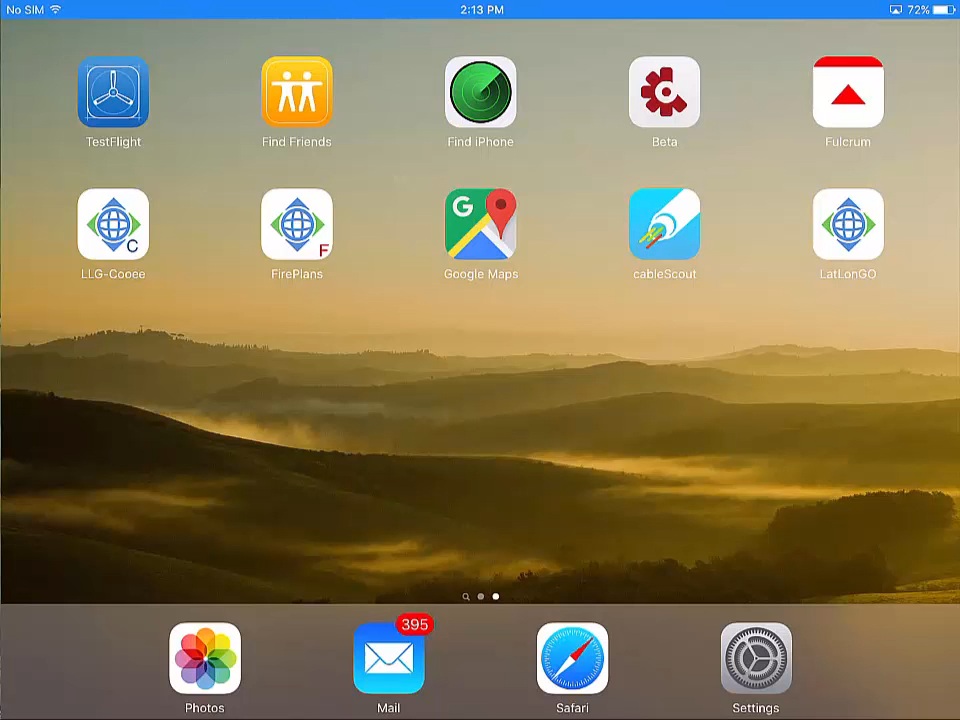 No SIM 2:13 PM 72%
TestFlight Find Friends Find iPhone Beta Fulcrum
C F G
LLG-Cooee FirePlans Google Maps cableScout LatLonGO
395
Photos Mail Safari Settings